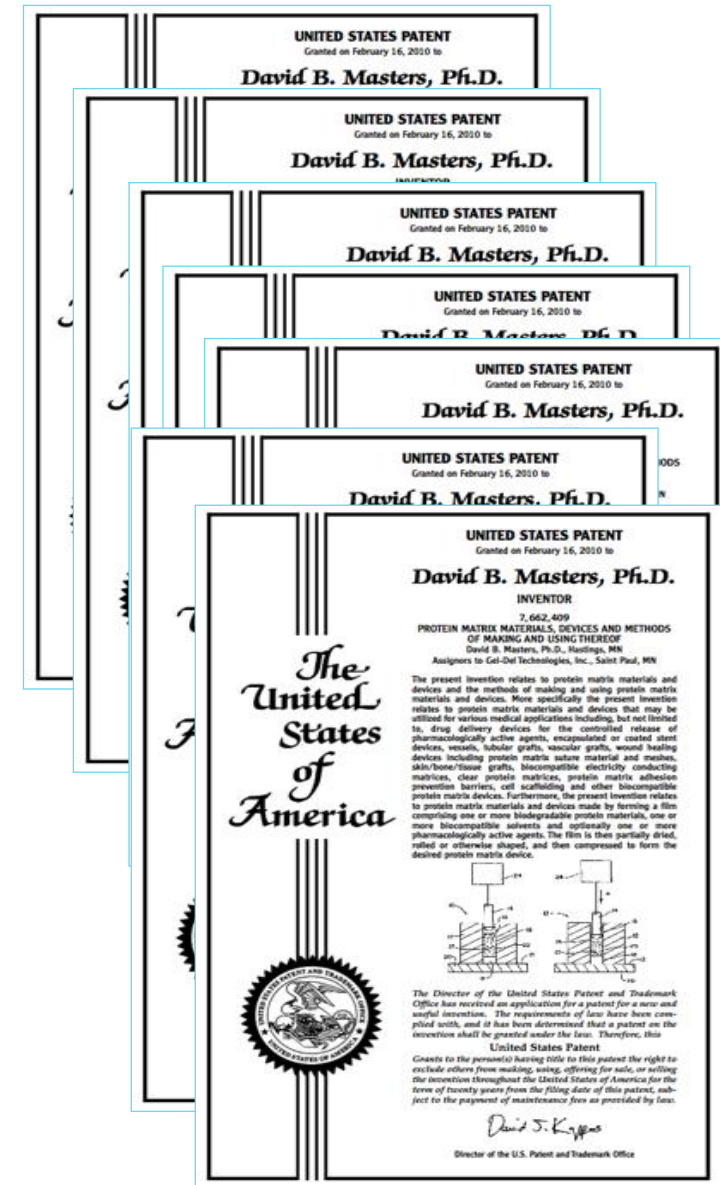 UNITED STATES PATENT
Granted on February 16, 2010 to
David B. Masters, Ph.D.
UNITED STATES PATENT
Granted on February 16, 2010 to
David B. Masters, Ph.D.
INVENTOR
UNITED STATES PATENT
Granted on February 16, 2010 to
David B. Masters, Ph.D.
UNITED STATES PATENT
Granted on February 16, 2010 to
David B. Masters, Ph.D.
UNITED STATES PATENT
Granted on February 16, 2010 to
David B. Masters, Ph.D.
ODS
N
UNITED STATES PATENT
Granted on February 16, 2010 to
David B. Masters, Ph.D.
The
United
States
of
America
UNITED STATES PATENT
Granted on February 16, 2010 to
David B. Masters, Ph.D.
INVENTOR
7,662,409
PROTEIN MATRIX MATERIALS, DEVICES AND METHODS
OF MAKING AND USING THEREOF
David B. Masters, Ph.D., Hastings, MN
Assignors to Gel-Del Technologies, Inc., Saint Paul, MN
The present invention relates to protein matrix materials and
devices and the methods of making and using protein matrix
materials and devices. More specifically the present invention
relates to protein matrix materials and devices that may be
utilized for various medical applications including, but not limited
to, drug delivery devices for the controlled release of
pharmacologically active agents, encapsulated or coated stent
devices, vessels, tubular grafts, vascular grafts, wound healing
devices including protein matrix suture material and meshes,
skin/bone/tissue grafts, biocompatible electricity conducting
matrices, clear protein matrices, protein matrix adhesion
prevention barriers, cell scaffolding and other biocompatible
protein matrix devices. Furthermore, the present invention relates
to protein matrix materials and devices made by forming a film
comprising one or more biodegradable protein materials, one or
more biocompatible solvents and optionally one or more
pharmacologically active agents. The film is then partially dried,
rolled or otherwise shaped, and then compressed to form the
desired protein matrix device.
The Director of the United States Patent and Trademark
Office has received an application for a patent for a new and
useful invention. The requirements of law have been com-
plied with, and it has been determined that a patent on the
invention shall be granted under the law. Therefore, this
United States Patent
Grants to the person(s) having title to this patent the right to
exclude others from making, using, offering for sale, or selling
the invention throughout the United States of America for the
term of twenty years from the filing date of this patent, sub-
ject to the payment of maintenance fees as provided by law.
David J. Kappos
Director of the U.S. Patent and Trademark Office
UNITED STATES PATENT AND TRADEMARK OFFICE
UNITED STATES OF AMERICA